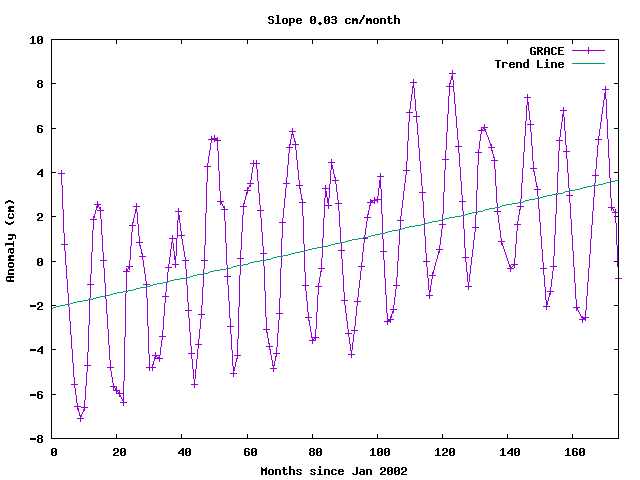 Slope 0.03 cm/month
GRACE
Trend Line
Anomaly (cm)
10
8
6
4
2
0
-2
-4
-6
-8
0 20 40 60 80 100 120 140 160
Months since Jan 2002